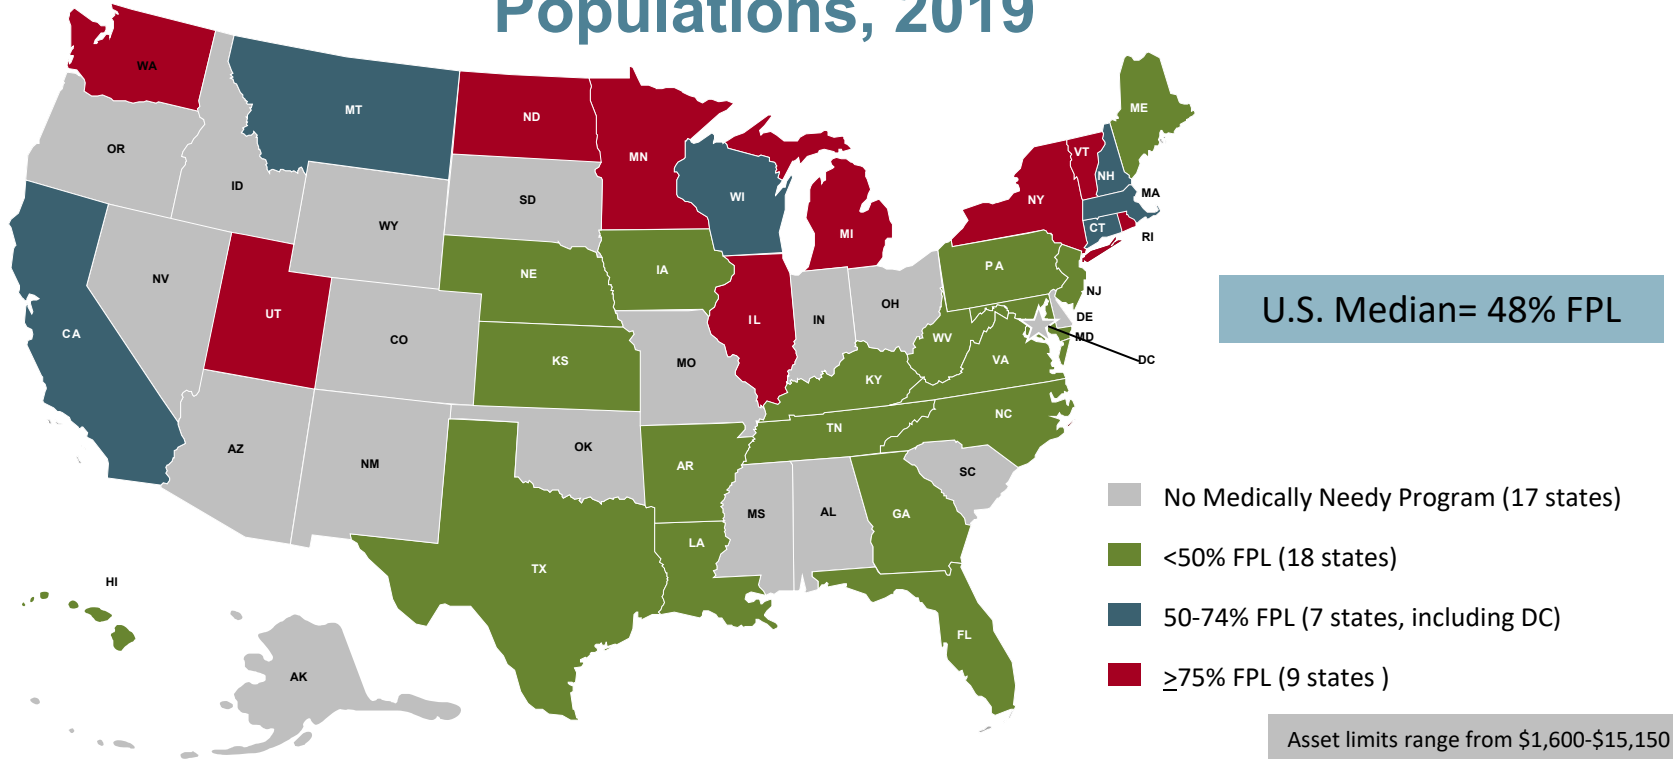 Populations, 2019
WA
MT
ND
MN
OR
ID
SD
WI
WY
MI
ME
VT
NH
NY
MA
CT
RI
NV
UT
CA
CO
NE
IA
IL
IN
OH
PA
NJ
DE
MD
DC
WV
VA
KS
MO
KY
NC
TN
AZ
NM
OK
AR
SC
MS
AL
GA
LA
TX
FL
HI
AK
U.S. Median= 48% FPL
No Medically Needy Program (17 states)
<50% FPL (18 states)
50-74% FPL (7 states, including DC)
>75% FPL (9 states )
Asset limits range from $1,600-$15,150